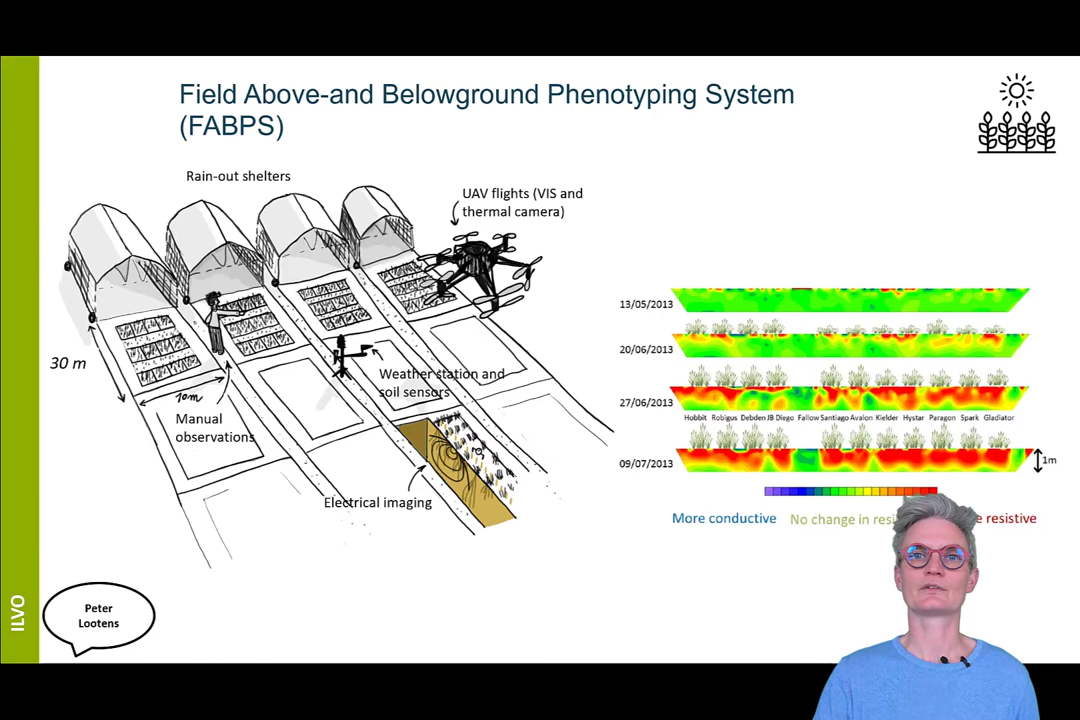 Field Above-and Belowground Phenotyping System
(FABPS)
Rain-out shelters
UAV flights (VIS and
thermal camera)
30 m
10m
Manual
observations
Weather station and
soil sensors
Electrical imaging
13/05/2013
20/06/2013
27/06/2013
Hobbit Robigus Debden JB Diego Fallow Santiago Avalon Kielder Hystar Paragon Spark Gladiator
09/07/2013
1m
More conductive No change in resi e resistive
ILVO
Peter
Lootens